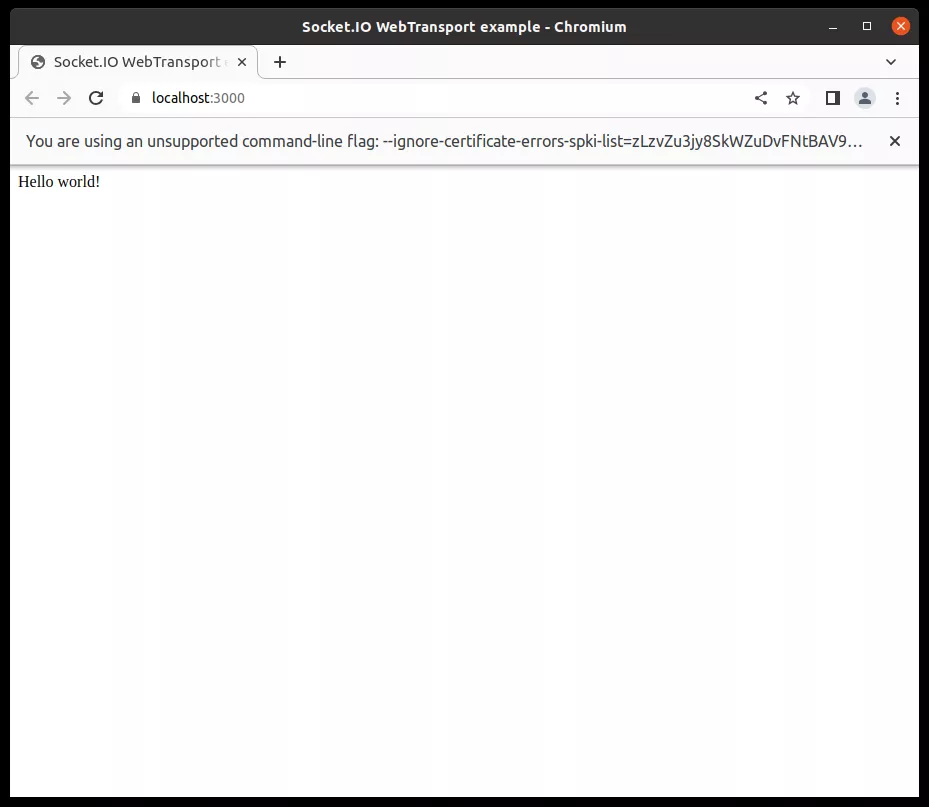 Socket.IO WebTransport example - Chromium
Socket.IO WebTransport
localhost:3000
You are using an unsupported command-line flag: --ignore-certificate-errors-spki-list=zLzvZu3jy8SkWZuDvFNtBAV9…
Hello world!